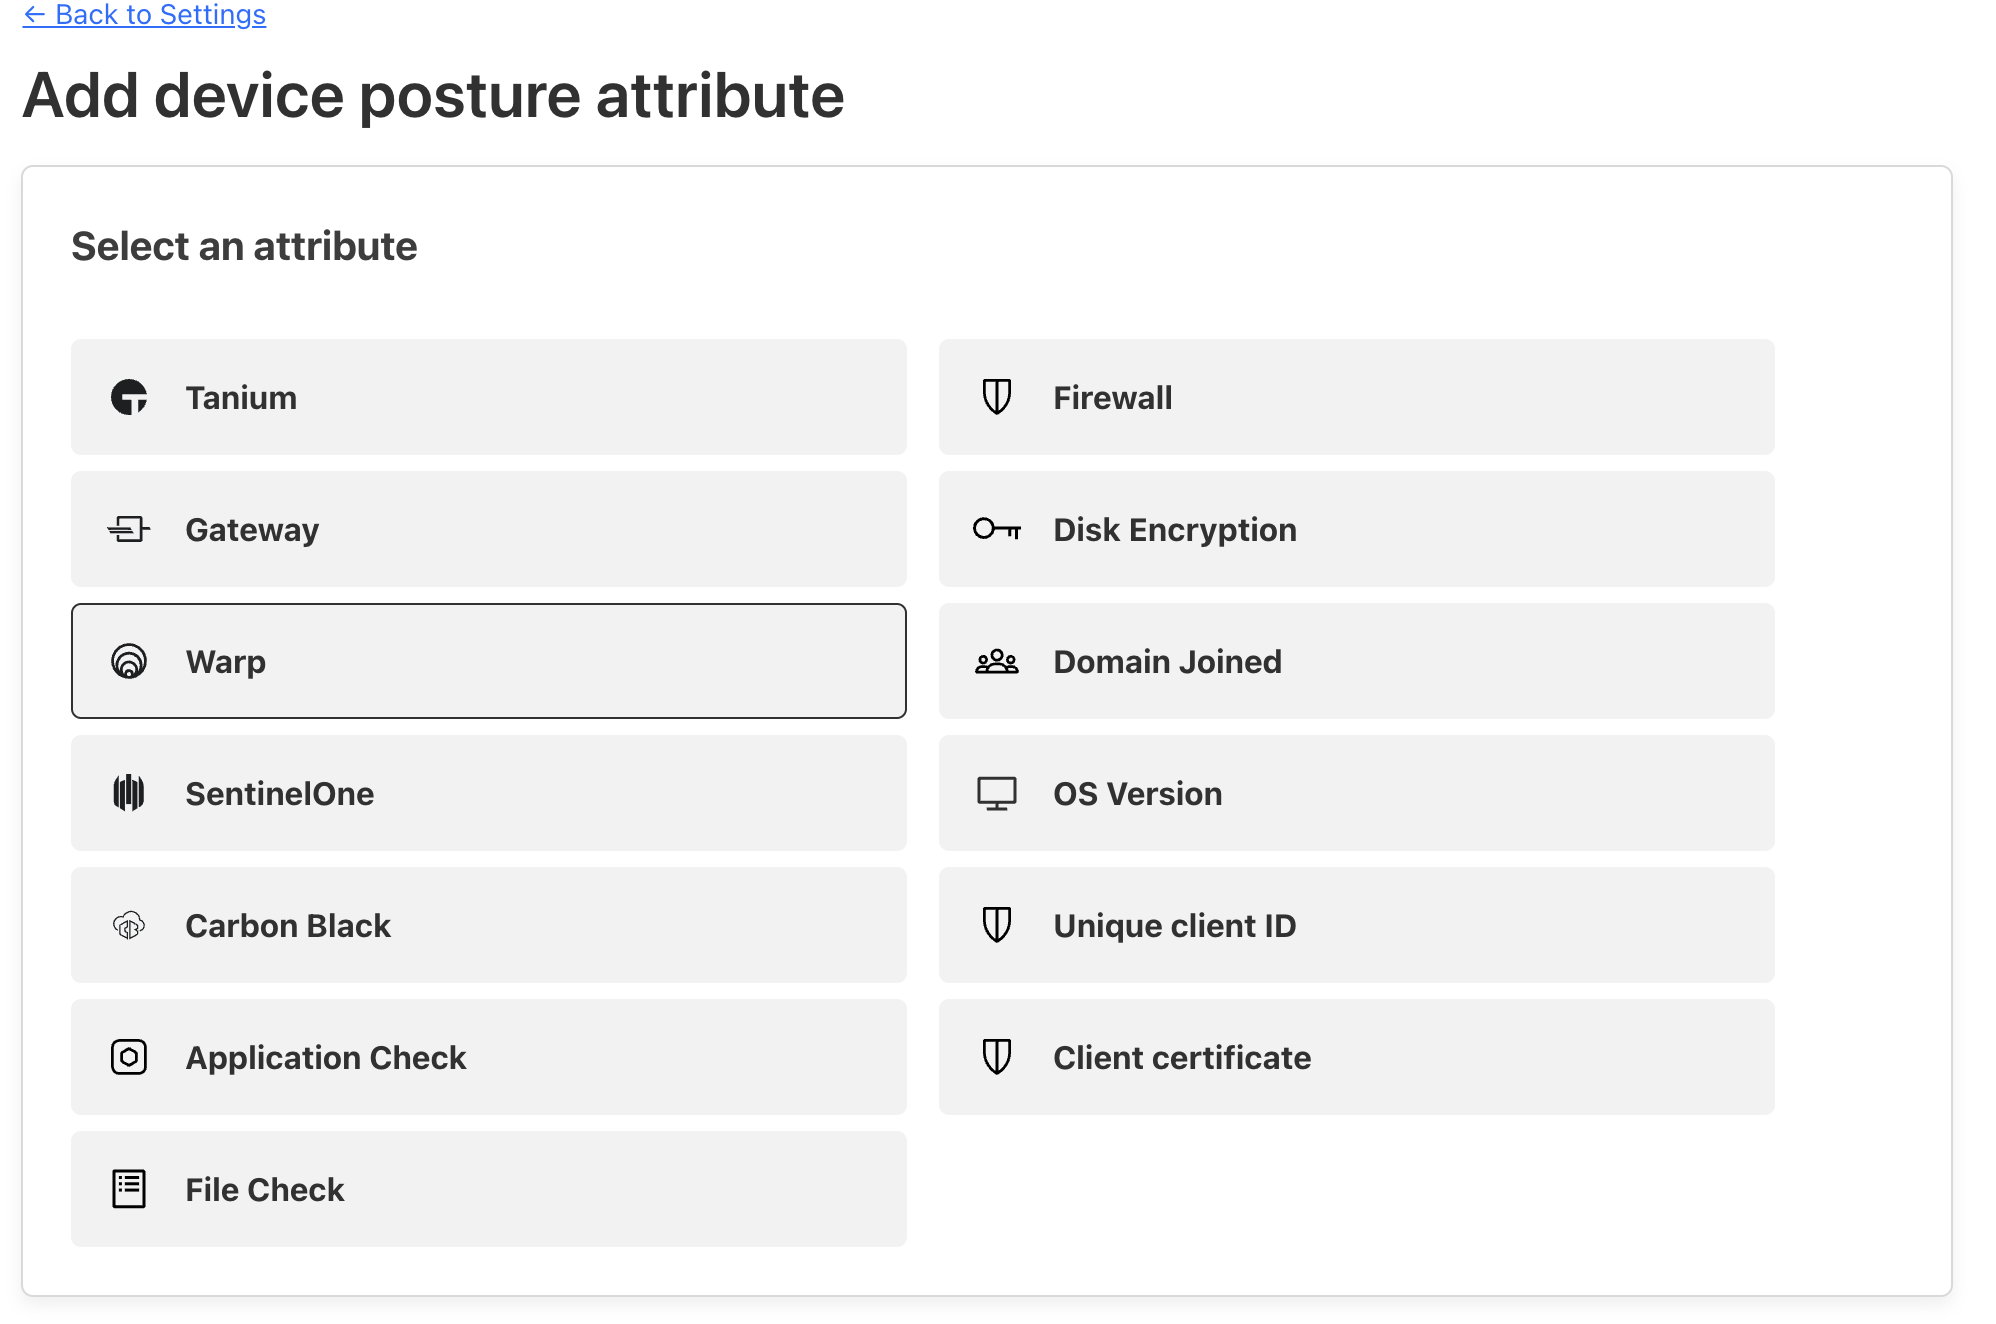 ← Back to Settings
Add device posture attribute
Select an attribute
Tanium
Firewall
Gateway
Disk Encryption
Warp
Domain Joined
SentinelOne
OS Version
Carbon Black
Unique client ID
Application Check
Client certificate
File Check